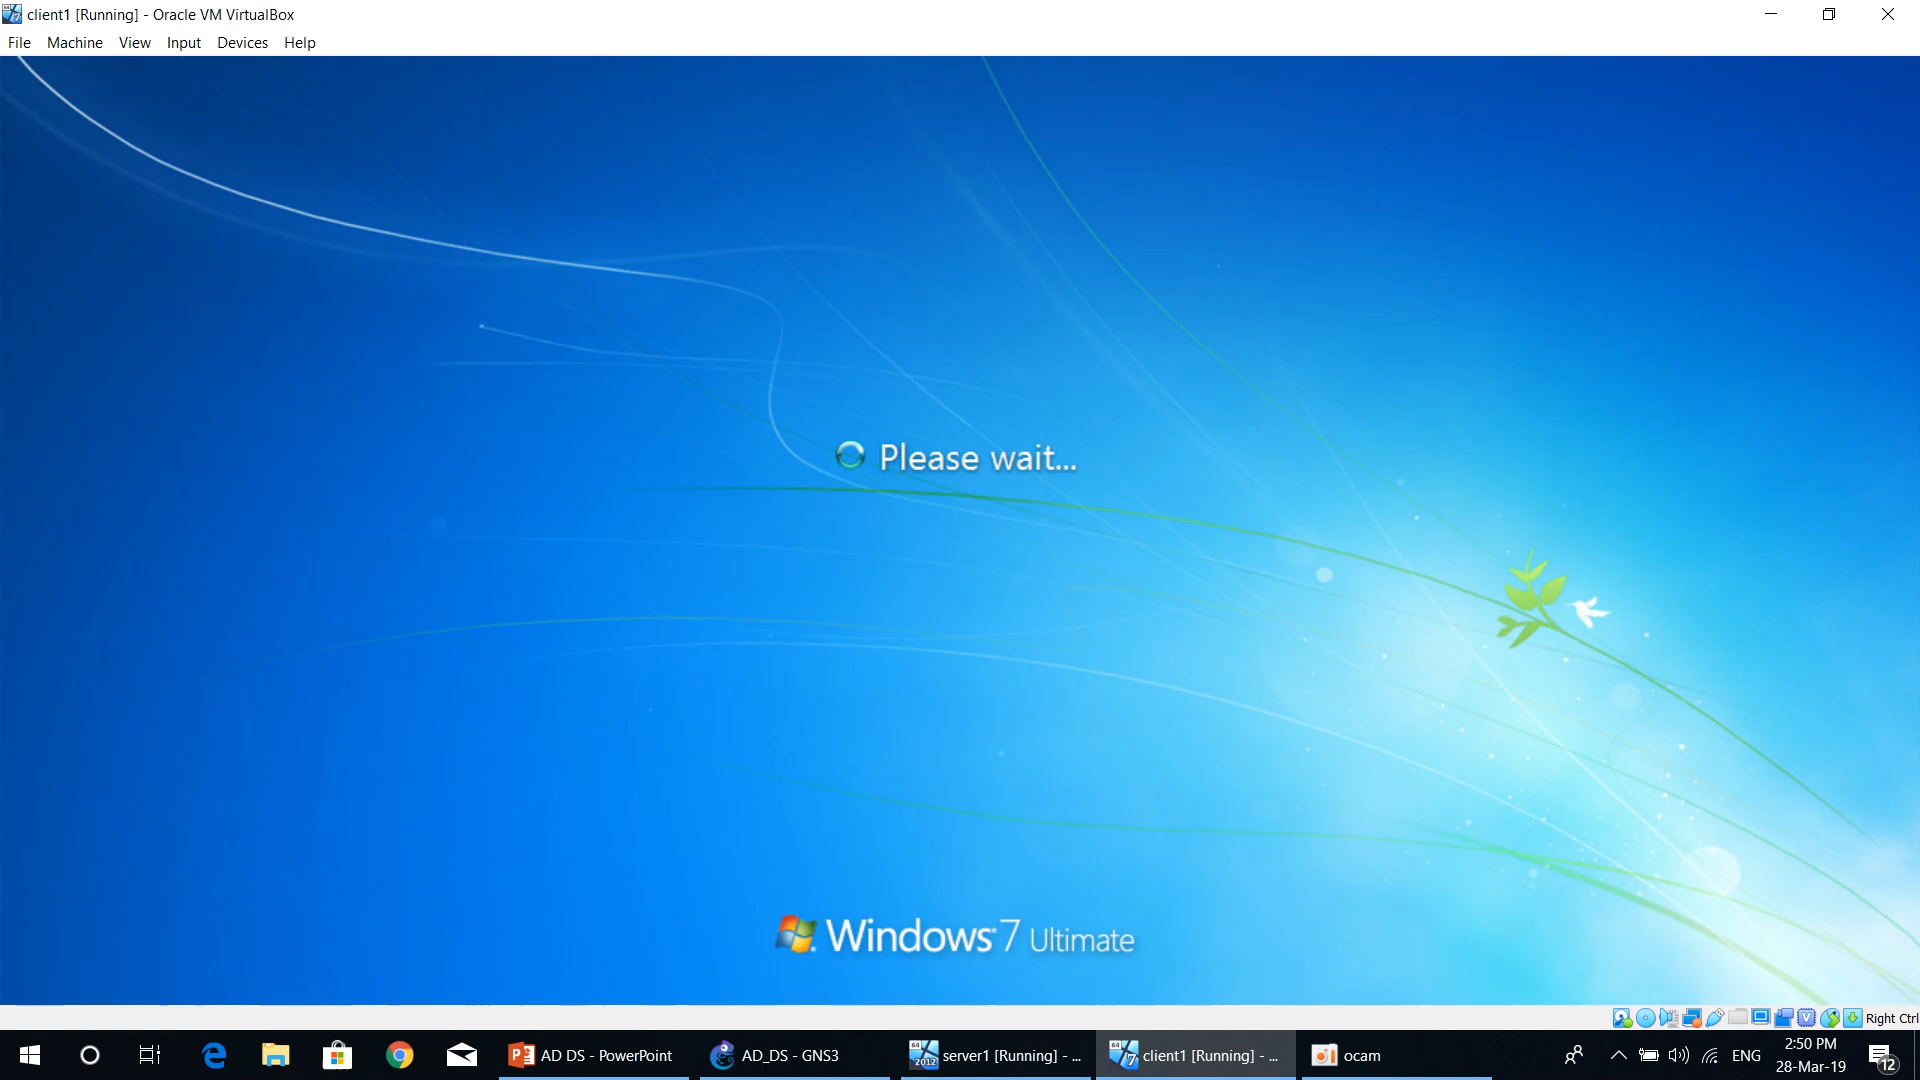 client1 [Running] - Oracle VM VirtualBox
File Machine View Input Devices Help
Please wait...
Windows 7 Ultimate
Right Ctrl
AD DS - PowerPoint
AD_DS - GNS3
server1 [Running] - ...
client1 [Running] - ...
ocam
ENG
2:50 PM
28-Mar-19
12